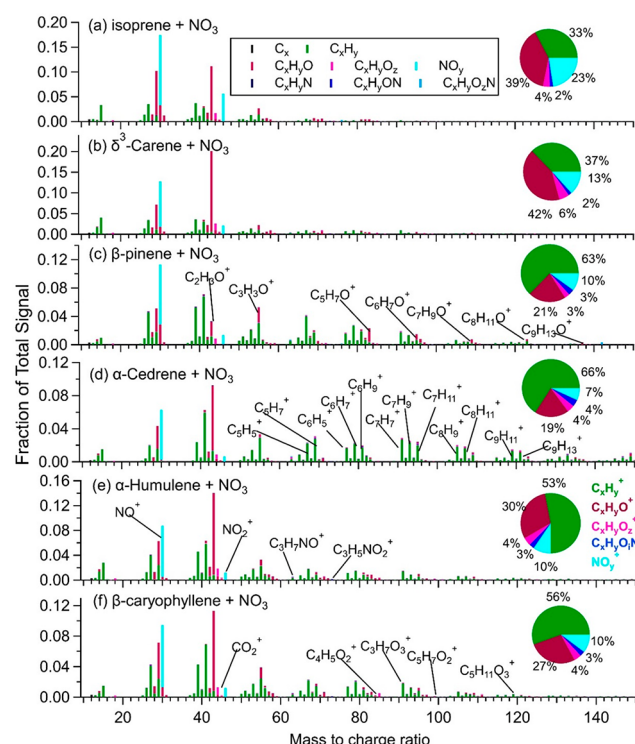 (a) isoprene + NO3
0.20
0.15
0.10
0.05
0.00
Cx CxHy
CxHyO CxHyOz NOy
CxHyN CxHyON CxHyOzN
33%
23%
2%
4%
39%
(b) δ3-Carene + NO3
0.20
0.15
0.10
0.05
0.00
37%
13%
2%
6%
42%
(c) β-pinene + NO3
0.12
0.08
0.04
0.00
C2H3O+
C3H3O+
C5H7O+
C6H7O+
C7H9O+
C8H11O+
C9H13O+
63%
10%
3%
3%
21%
(d) α-Cedrene + NO3
0.12
0.08
0.04
0.00
C5H5+
C6H5+
C6H7+
C6H9+
C7H7+
C7H9+
C7H11+
C8H9+
C8H11+
C9H11+
C9H13+
66%
7%
4%
4%
19%
(e) α-Humulene + NO3
0.12
0.08
0.04
0.00
NO+
NO2+
C3H7NO+
C3H5NO2+
53%
30%
4%
3%
10%
CxHy+
CxHyO+
CxHyOz+
NOy+
(f) β-caryophyllene + NO3
0.12
0.08
0.04
0.00
CO2+
C4H5O2+
C3H7O3+
C5H7O2+
C5H11O3+
56%
10%
3%
4%
27%
Fraction of Total Signal
20 40 60 80 100 120 140
Mass to charge ratio